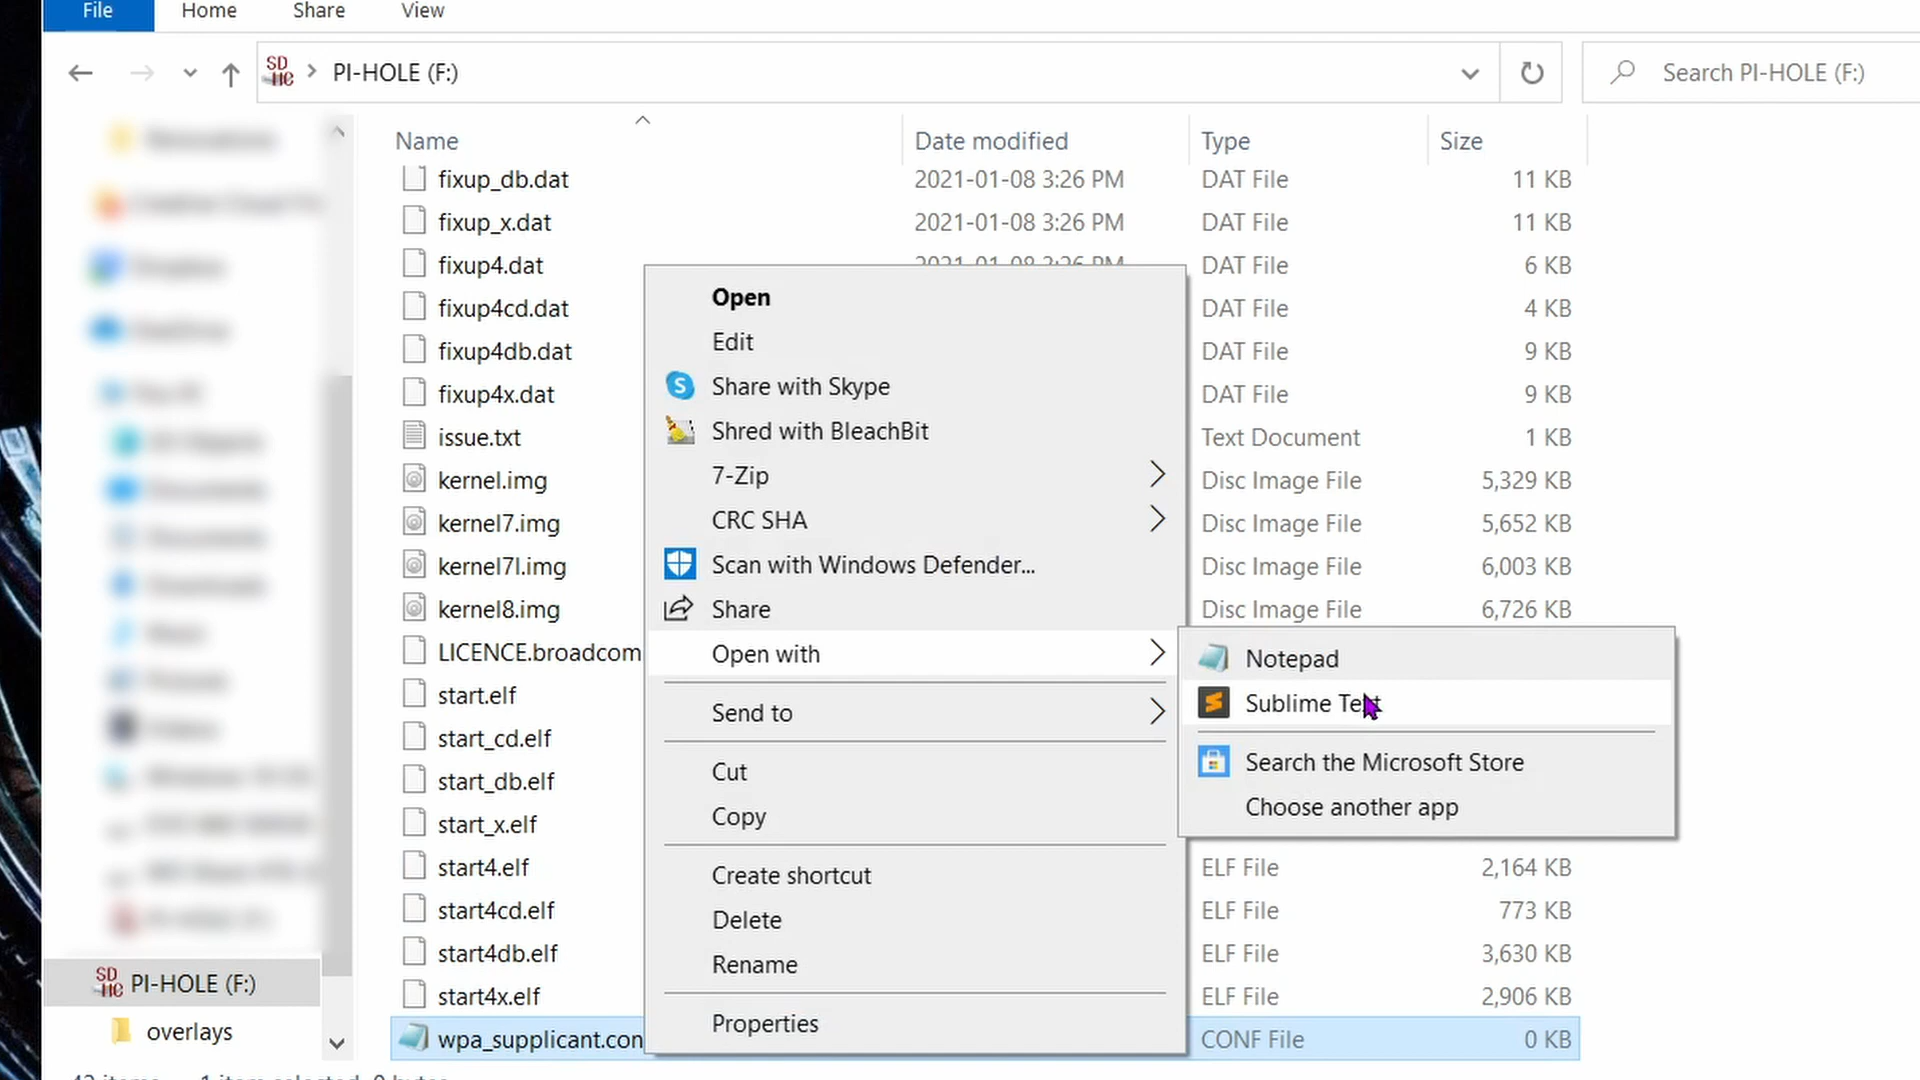 File Home Share View
PI-HOLE (F:)
Search PI-HOLE (F:)
Name Date modified Type Size
fixup_db.dat 2021-01-08 3:26 PM DAT File 11 KB
fixup_x.dat 2021-01-08 3:26 PM DAT File 11 KB
fixup4.dat 2021-01-08 3:26 PM DAT File 6 KB
fixup4cd.dat DAT File 4 KB
fixup4db.dat DAT File 9 KB
fixup4x.dat DAT File 9 KB
issue.txt Text Document 1 KB
kernel.img Disc Image File 5,329 KB
kernel7.img Disc Image File 5,652 KB
kernel7l.img Disc Image File 6,003 KB
kernel8.img Disc Image File 6,726 KB
LICENCE.broadcom
start.elf
start_cd.elf
start_db.elf
start_x.elf
start4.elf ELF File 2,164 KB
start4cd.elf ELF File 773 KB
start4db.elf ELF File 3,630 KB
start4x.elf ELF File 2,906 KB
wpa_supplicant.con CONF File 0 KB
Open
Edit
Share with Skype
Shred with BleachBit
7-Zip
CRC SHA
Scan with Windows Defender...
Share
Open with
Send to
Cut
Copy
Create shortcut
Delete
Rename
Properties
Notepad
Sublime Text
Search the Microsoft Store
Choose another app
PI-HOLE (F:)
overlays
42 items 1 item selected 0 bytes